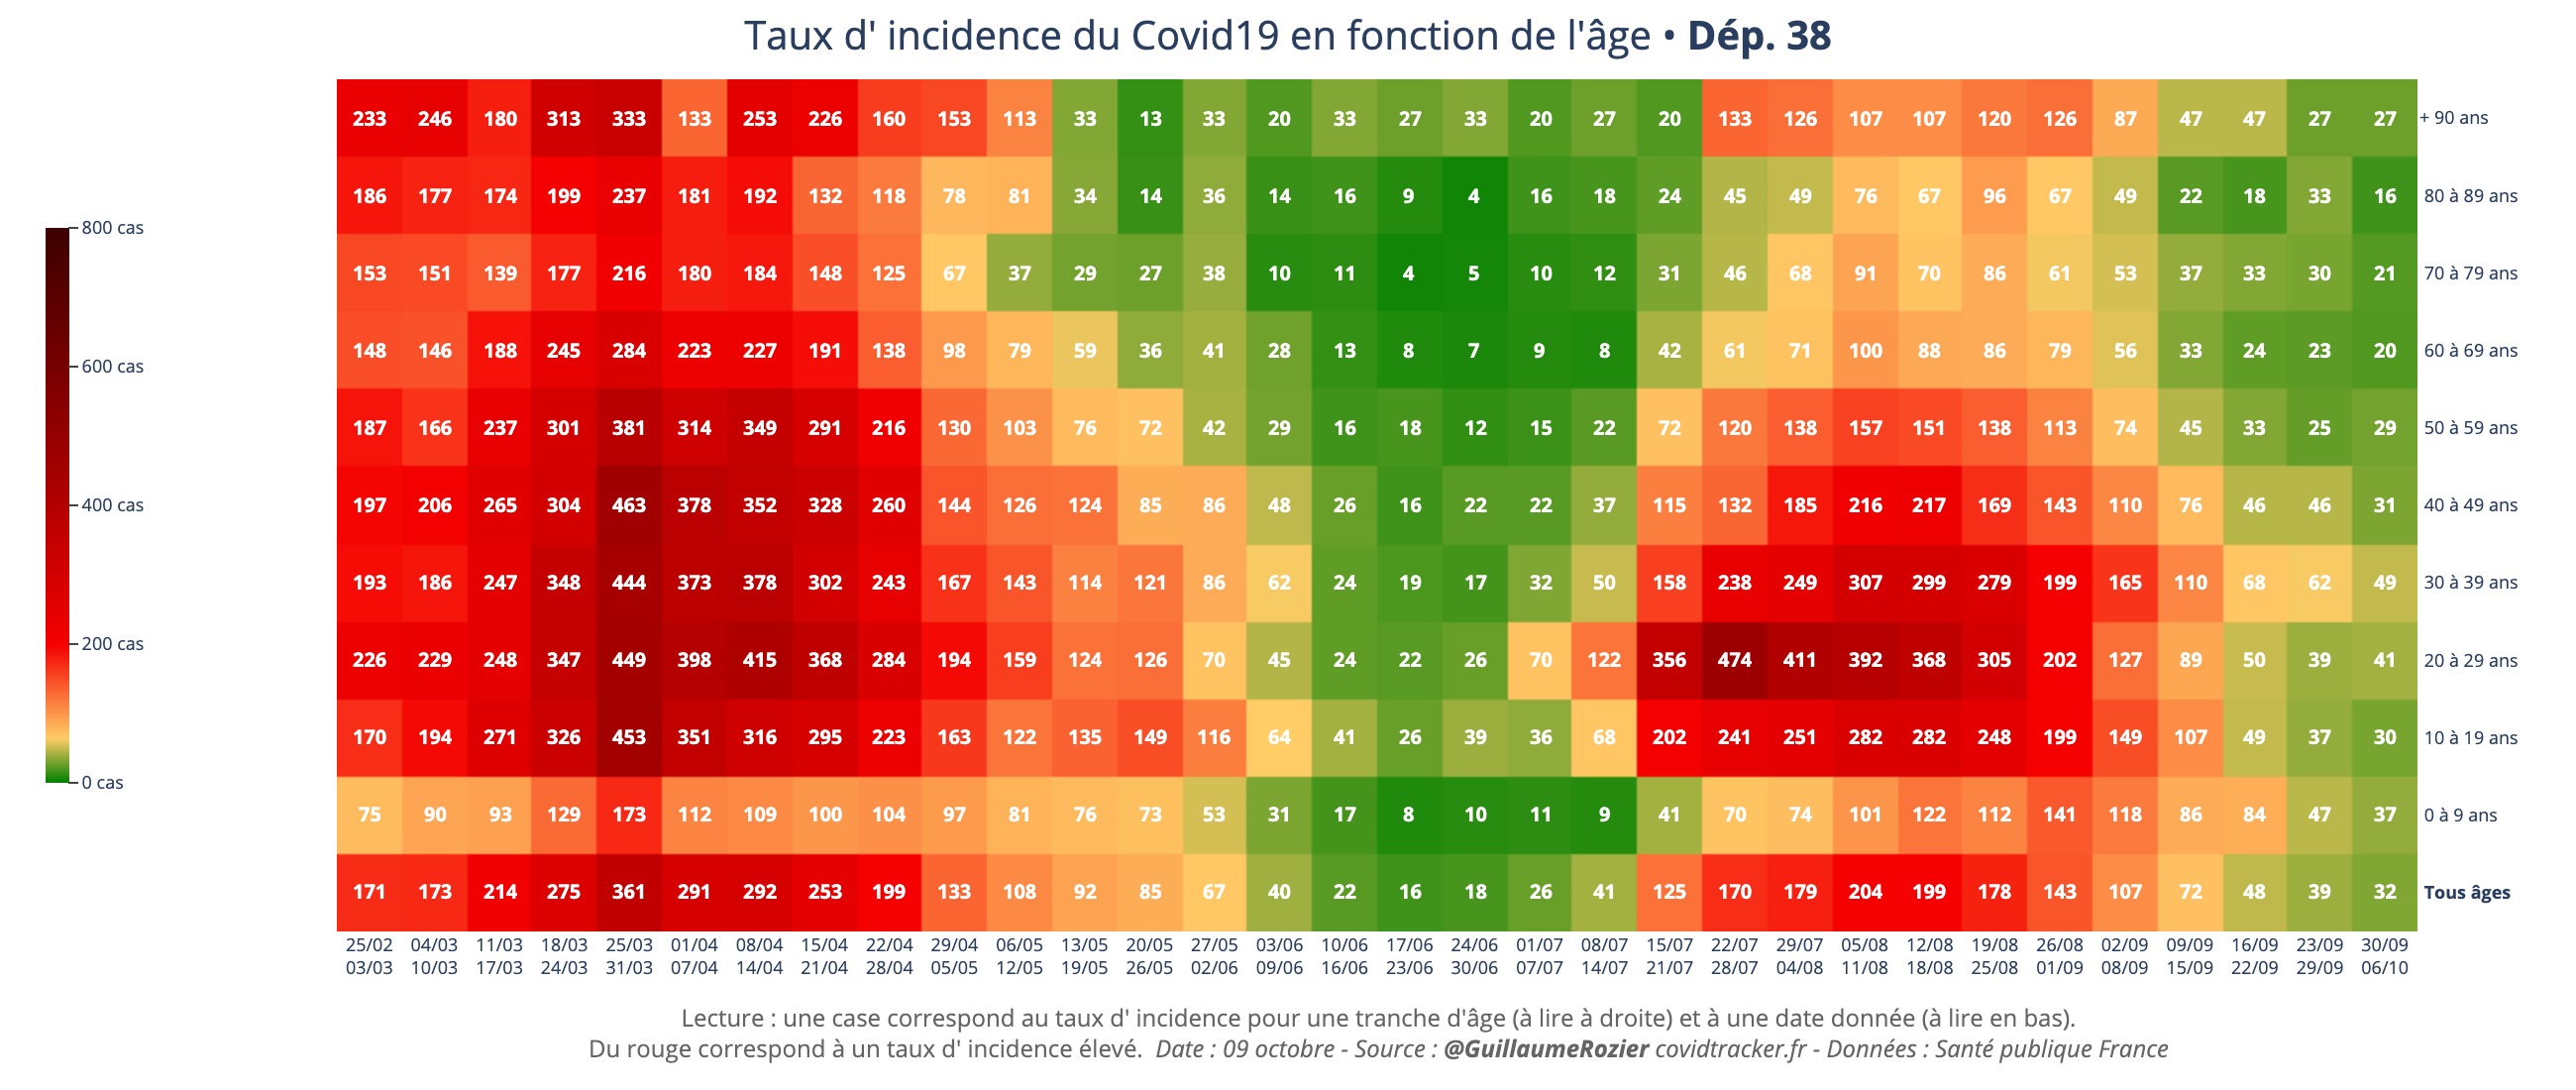 Taux d' incidence du Covid19 en fonction de l'âge • Dép. 38
800 cas
600 cas
400 cas
200 cas
0 cas
233 246 180 313 333 133 253 226 160 153 113 33 13 33 20 33 27 33 20 27 20 133 126 107 107 120 126 87 47 47 27 27 + 90 ans
186 177 174 199 237 181 192 132 118 78 81 34 14 36 14 16 9 4 16 18 24 45 49 76 67 96 67 49 22 18 33 16 80 à 89 ans
153 151 139 177 216 180 184 148 125 67 37 29 27 38 10 11 4 5 10 12 31 46 68 91 70 86 61 53 37 33 30 21 70 à 79 ans
148 146 188 245 284 223 227 191 138 98 79 59 36 41 28 13 8 7 9 8 42 61 71 100 88 86 79 56 33 24 23 20 60 à 69 ans
187 166 237 301 381 314 349 291 216 130 103 76 72 42 29 16 18 12 15 22 72 120 138 157 151 138 113 74 45 33 25 29 50 à 59 ans
197 206 265 304 463 378 352 328 260 144 126 124 85 86 48 26 16 22 22 37 115 132 185 216 217 169 143 110 76 46 46 31 40 à 49 ans
193 186 247 348 444 373 378 302 243 167 143 114 121 86 62 24 19 17 32 50 158 238 249 307 299 279 199 165 110 68 62 49 30 à 39 ans
226 229 248 347 449 398 415 368 284 194 159 124 126 70 45 24 22 26 70 122 356 474 411 392 368 305 202 127 89 50 39 41 20 à 29 ans
170 194 271 326 453 351 316 295 223 163 122 135 149 116 64 41 26 39 36 68 202 241 251 282 282 248 199 149 107 49 37 30 10 à 19 ans
75 90 93 129 173 112 109 100 104 97 81 76 73 53 31 17 8 10 11 9 41 70 74 101 122 112 141 118 86 84 47 37 0 à 9 ans
171 173 214 275 361 291 292 253 199 133 108 92 85 67 40 22 16 18 26 41 125 170 179 204 199 178 143 107 72 48 39 32 Tous âges
25/02 04/03 11/03 18/03 25/03 01/04 08/04 15/04 22/04 29/04 06/05 13/05 20/05 27/05 03/06 10/06 17/06 24/06 01/07 08/07 15/07 22/07 29/07 05/08 12/08 19/08 26/08 02/09 09/09 16/09 23/09 30/09
03/03 10/03 17/03 24/03 31/03 07/04 14/04 21/04 28/04 05/05 12/05 19/05 26/05 02/06 09/06 16/06 23/06 30/06 07/07 14/07 21/07 28/07 04/08 11/08 18/08 25/08 01/09 08/09 15/09 22/09 29/09 06/10
Lecture : une case correspond au taux d' incidence pour une tranche d'âge (à lire à droite) et à une date donnée (à lire en bas).
Du rouge correspond à un taux d' incidence élevé. Date : 09 octobre - Source : @GuillaumeRozier covidtracker.fr - Données : Santé publique France